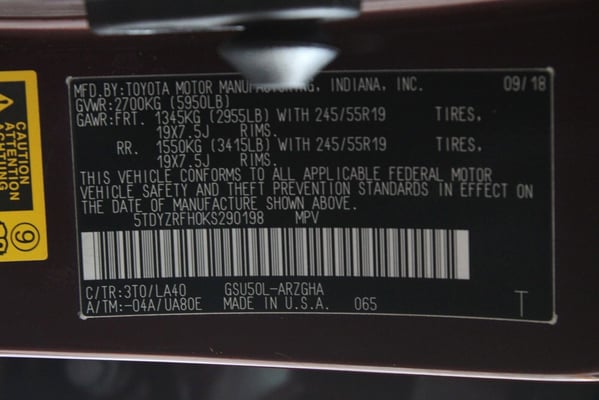 MFD.BY:TOYOTA MOTOR MANUFACTURING, INDIANA, INC. 09/18
GVWR:2700KG (5950LB)
GAWR:FRT. 1345KG (2955LB) WITH 245/55R19 TIRES,
19X7.5J RIMS.
RR. 1550KG (3415LB) WITH 245/55R19 TIRES,
19X7.5J RIMS.
THIS VEHICLE CONFORMS TO ALL APPLICABLE FEDERAL MOTOR
VEHICLE SAFETY AND THEFT PREVENTION STANDARDS IN EFFECT ON
THE DATE OF MANUFACTURE SHOWN ABOVE.
5TDYZRFH0KS290198 MPV
C/TR:3T0/LA40 GSU50L-ARZGHA
A/TM:-04A/UA80E MADE IN U.S.A. 065 T
CAUTION
ATTENTION
9